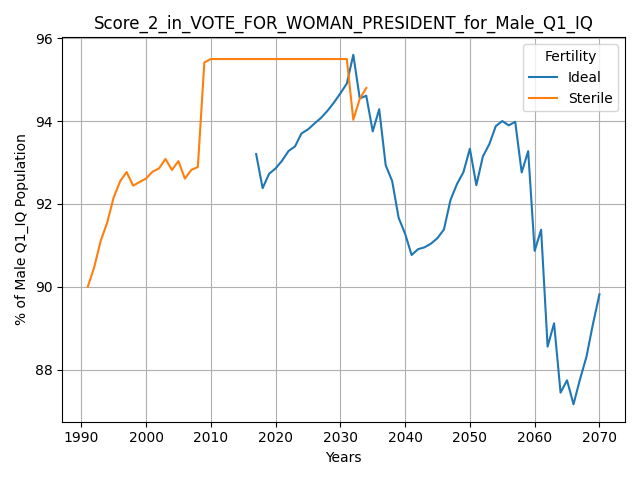 Score_2_in_VOTE_FOR_WOMAN_PRESIDENT_for_Male_Q1_IQ
Fertility
Ideal
Sterile
% of Male Q1_IQ Population
96
94
92
90
88
1990 2000 2010 2020 2030 2040 2050 2060 2070
Years